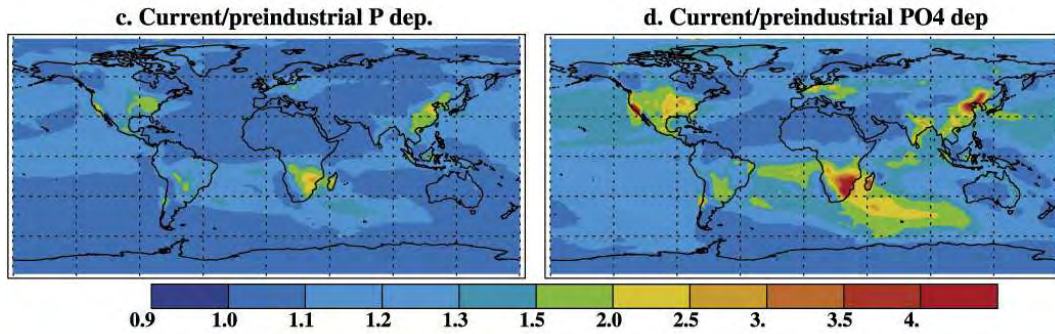 c. Current/preindustrial P dep.
d. Current/preindustrial PO4 dep
0.9 1.0 1.1 1.2 1.3 1.5 2.0 2.5 3. 3.5 4.